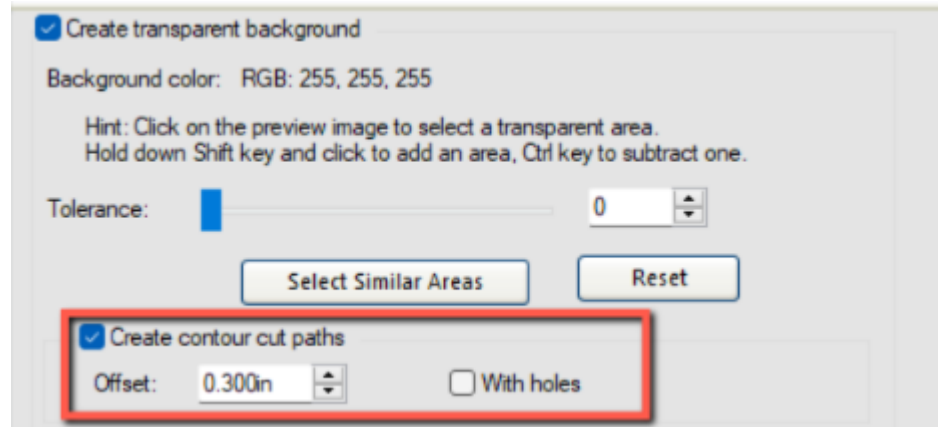 Create transparent background
Background color: RGB: 255, 255, 255
Hint: Click on the preview image to select a transparent area.
Hold down Shift key and click to add an area, Ctrl key to subtract one.
Tolerance: 0
Select Similar Areas Reset
Create contour cut paths
Offset: 0.300in With holes